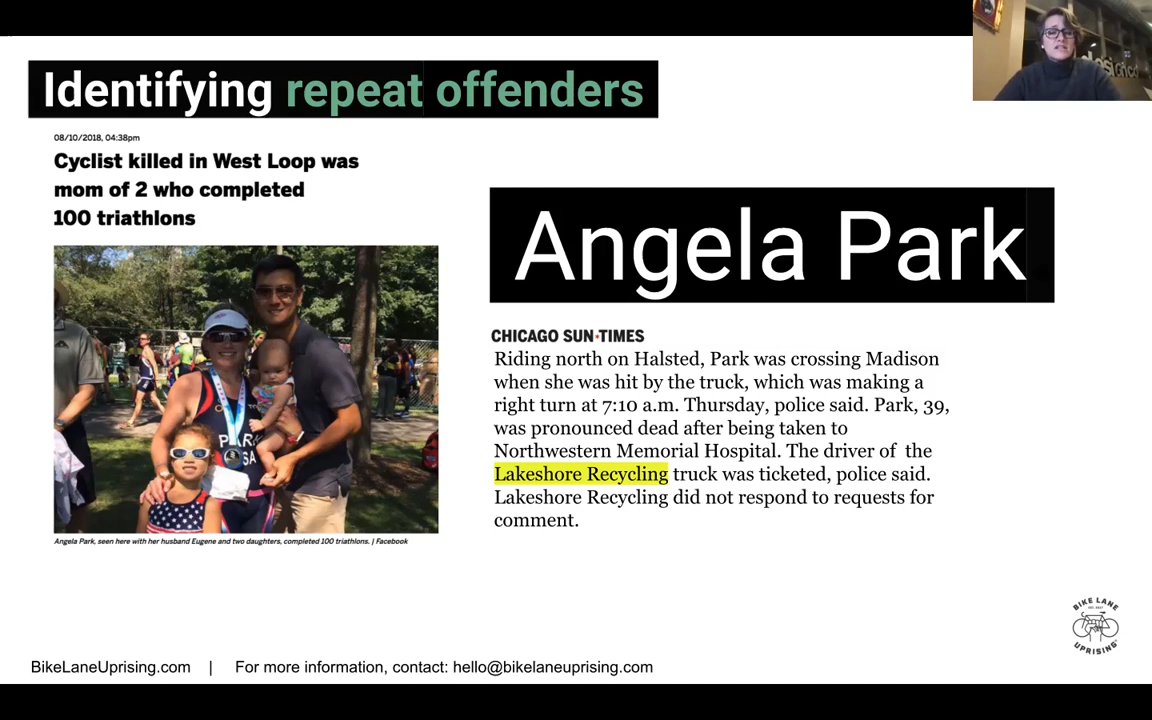 Identifying repeat offenders
08/10/2018, 04:38pm
Cyclist killed in West Loop was
mom of 2 who completed
100 triathlons
PARK
SA
Angela Park, seen here with her husband Eugene and two daughters, completed 100 triathlons. | Facebook
Angela Park
CHICAGO SUN•TIMES
Riding north on Halsted, Park was crossing Madison
when she was hit by the truck, which was making a
right turn at 7:10 a.m. Thursday, police said. Park, 39,
was pronounced dead after being taken to
Northwestern Memorial Hospital. The driver of the
Lakeshore Recycling truck was ticketed, police said.
Lakeshore Recycling did not respond to requests for
comment.
BIKE LANE
EST. 2017
UPRISING
BikeLaneUprising.com | For more information, contact: hello@bikelaneuprising.com